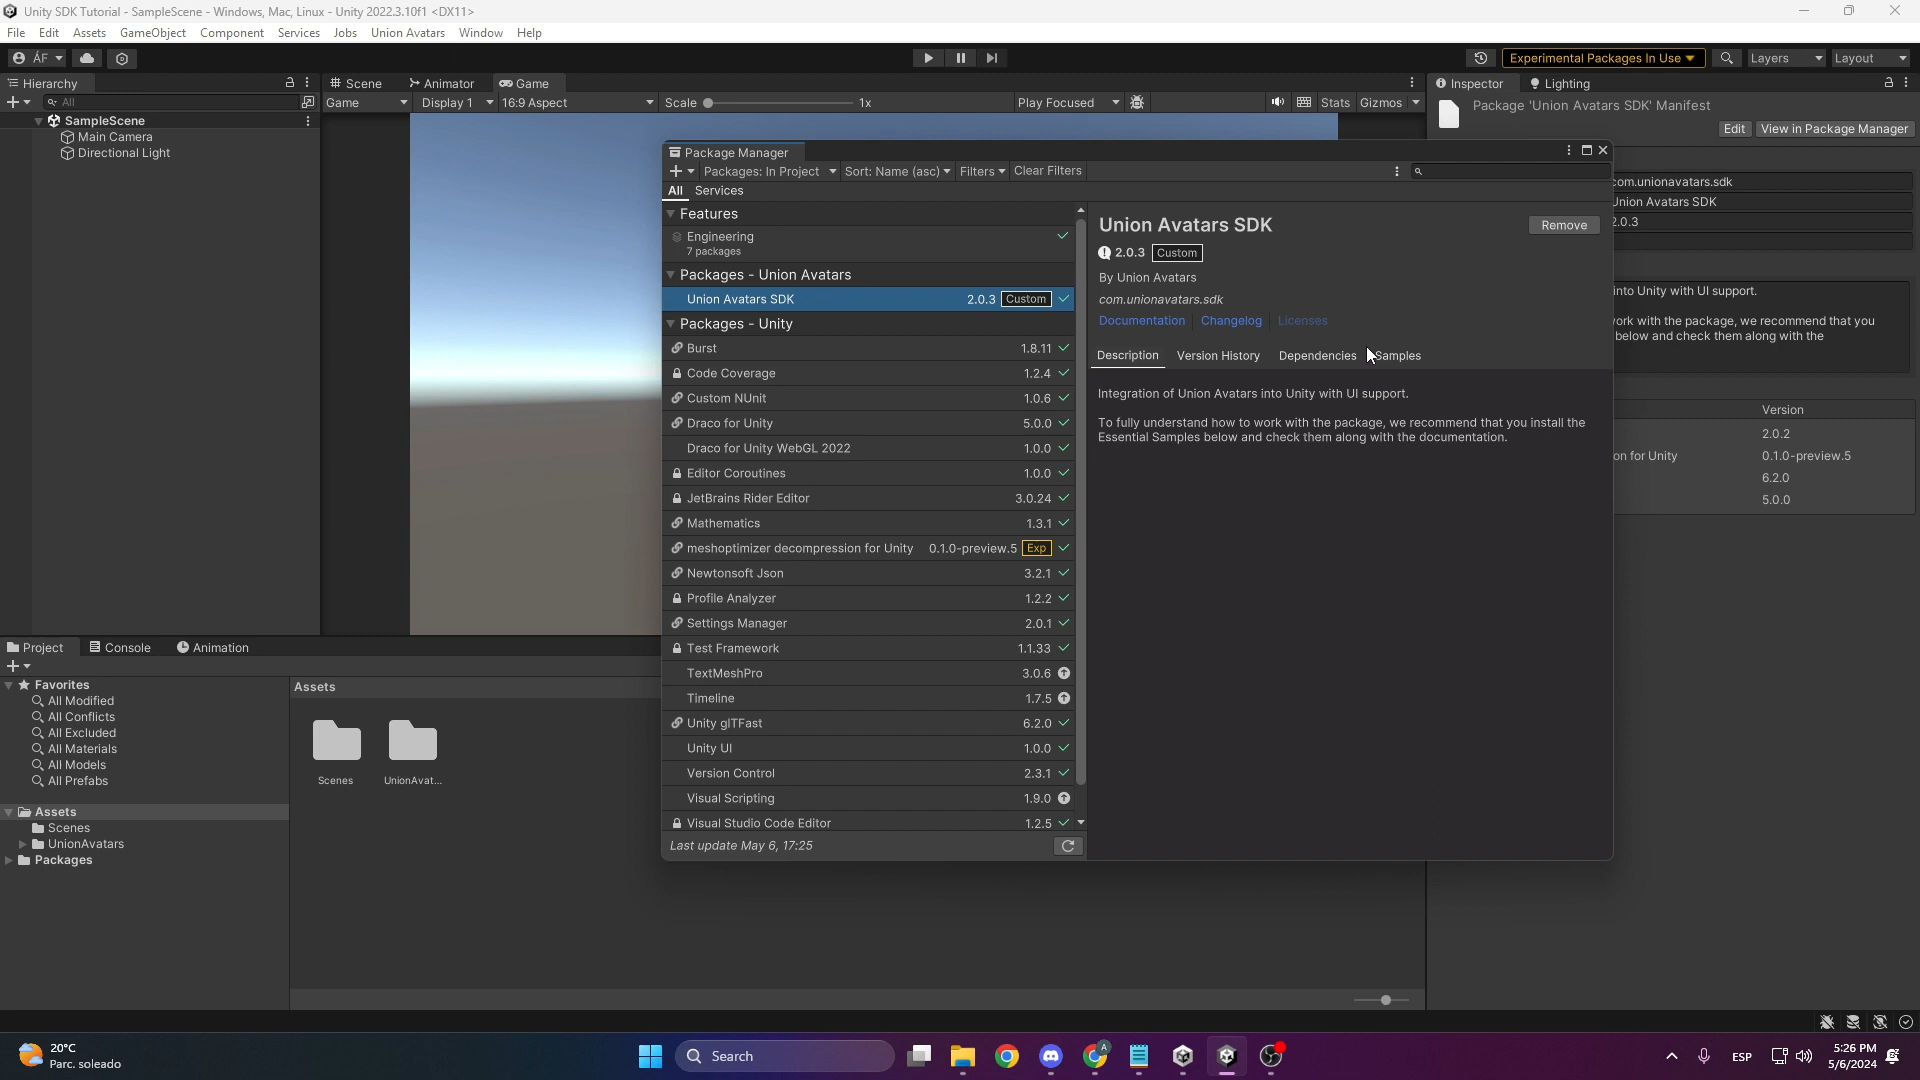 Unity SDK Tutorial - SampleScene - Windows, Mac, Linux - Unity 2022.3.10f1 <DX11>
File Edit Assets GameObject Component Services Jobs Union Avatars Window Help
ÁF
Experimental Packages In Use
Layers
Layout
Hierarchy
Scene
Animator
Game
Inspector
Lighting
All
Game
Display 1
16:9 Aspect
Scale
1x
Play Focused
Stats
Gizmos
Package 'Union Avatars SDK' Manifest
Edit
View in Package Manager
SampleScene
Main Camera
Directional Light
Package Manager
Packages: In Project
Sort: Name (asc)
Filters
Clear Filters
All
Services
Features
Engineering
7 packages
Packages - Union Avatars
Union Avatars SDK 2.0.3 Custom
Packages - Unity
Burst 1.8.11
Code Coverage 1.2.4
Custom NUnit 1.0.6
Draco for Unity 5.0.0
Draco for Unity WebGL 2022 1.0.0
Editor Coroutines 1.0.0
JetBrains Rider Editor 3.0.24
Mathematics 1.3.1
meshoptimizer decompression for Unity 0.1.0-preview.5 Exp
Newtonsoft Json 3.2.1
Profile Analyzer 1.2.2
Settings Manager 2.0.1
Test Framework 1.1.33
TextMeshPro 3.0.6
Timeline 1.7.5
Unity glTFast 6.2.0
Unity UI 1.0.0
Version Control 2.3.1
Visual Scripting 1.9.0
Visual Studio Code Editor 1.2.5
Last update May 6, 17:25
Union Avatars SDK
Remove
2.0.3 Custom
By Union Avatars
com.unionavatars.sdk
Documentation
Changelog
Licenses
Description
Version History
Dependencies
Samples
Integration of Union Avatars into Unity with UI support.
To fully understand how to work with the package, we recommend that you install the
Essential Samples below and check them along with the documentation.
com.unionavatars.sdk
Union Avatars SDK
2.0.3
into Unity with UI support.
work with the package, we recommend that you
below and check them along with the
Version
2.0.2
on for Unity 0.1.0-preview.5
6.2.0
5.0.0
Project
Console
Animation
Favorites
All Modified
All Conflicts
All Excluded
All Materials
All Models
All Prefabs
Assets
Scenes
UnionAvatars
Packages
Assets
Scenes
UnionAvat...
20°C
Parc. soleado
Search
A
ESP
5:26 PM
5/6/2024